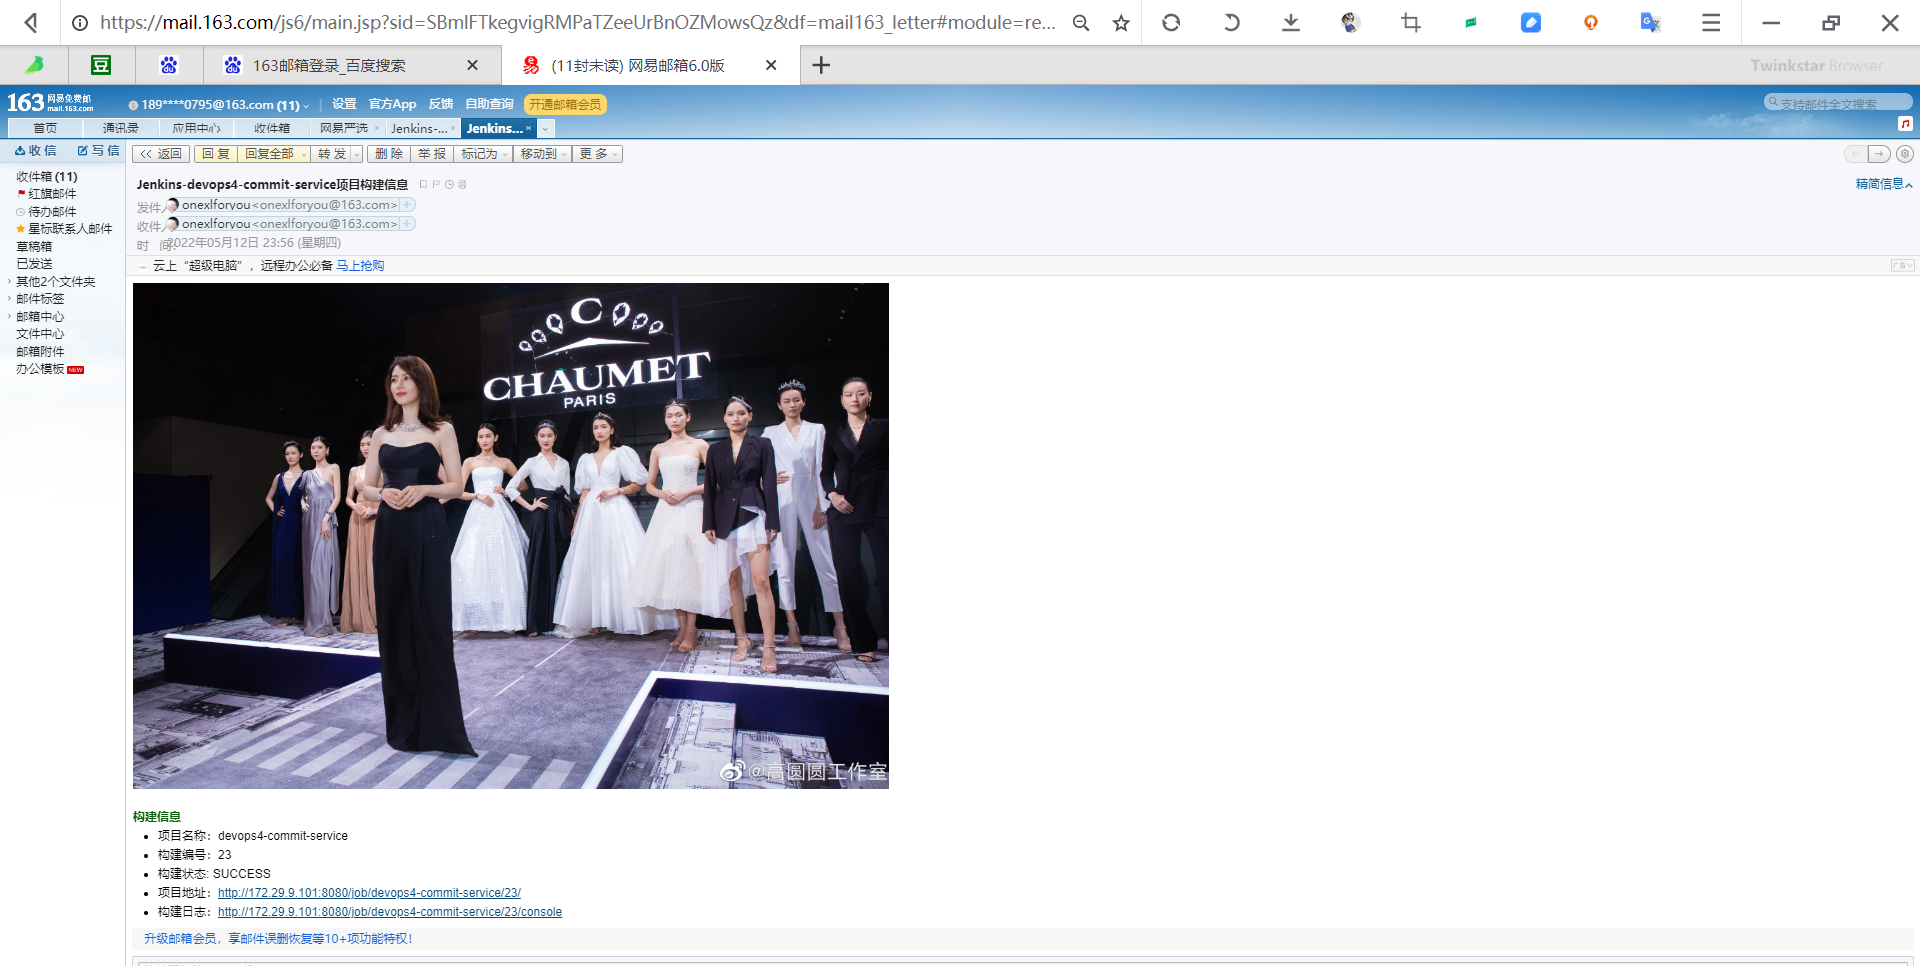 https://mail.163.com/js6/main.jsp?sid=SBmlFTkegvigRMPaTZeeUrBnOZMowsQz&df=mail163_letter#module=re...
豆
163邮箱登录_百度搜索
(11封未读) 网易邮箱6.0版
Twinkstar Browser
163 网易免费邮 mail.163.com
189****0795@163.com (11)
设置 官方App 反馈 自助查询 开通邮箱会员
支持邮件全文搜索
首页 通讯录 应用中心 收件箱 网易严选 Jenkins-... Jenkins...
收信 写信
<< 返回 回复 回复全部 转发 删除 举报 标记为 移动到 更多
收件箱 (11)
红旗邮件
待办邮件
星标联系人邮件
草稿箱
已发送
其他2个文件夹
邮件标签
邮箱中心
文件中心
邮箱附件
办公模板 NEW
Jenkins-devops4-commit-service项目构建信息
精简信息
发件人 onexlforyou<onexlforyou@163.com>
收件人 onexlforyou<onexlforyou@163.com>
时 间: 2022年05月12日 23:56 (星期四)
云上“超级电脑”，远程办公必备 马上抢购
广告
C
CHAUMET
PARIS
@高圆圆工作室
构建信息
项目名称：devops4-commit-service
构建编号：23
构建状态: SUCCESS
项目地址：http://172.29.9.101:8080/job/devops4-commit-service/23/
构建日志：http://172.29.9.101:8080/job/devops4-commit-service/23/console
升级邮箱会员，享邮件误删恢复等10+项功能特权！